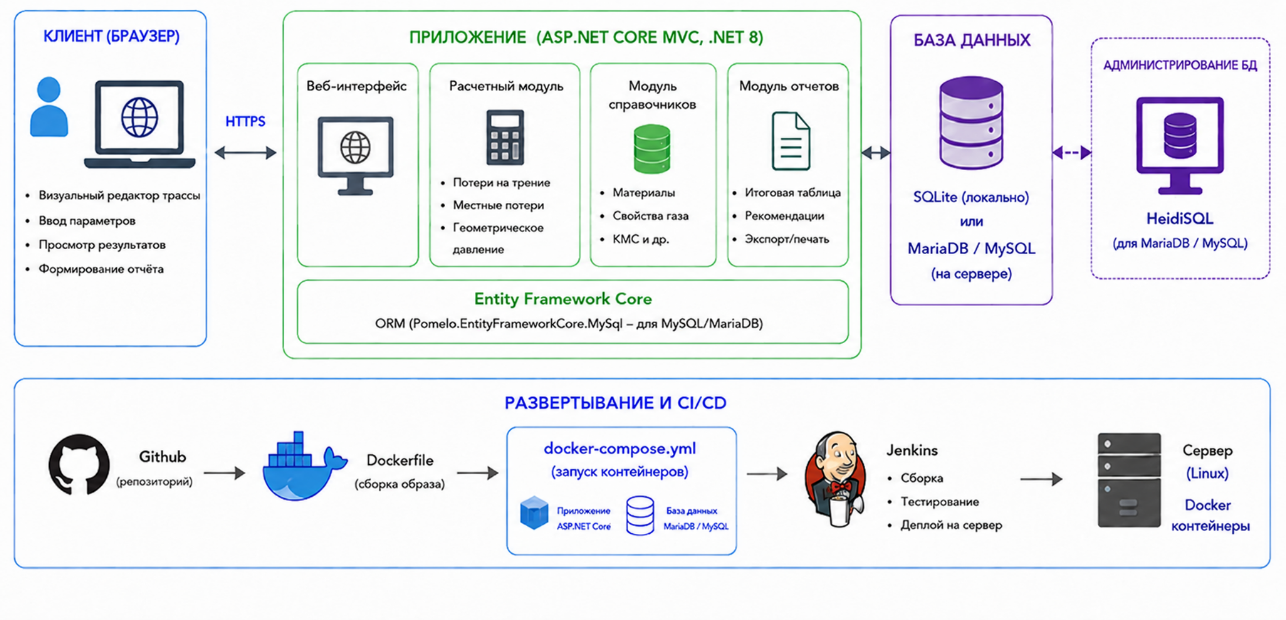 КЛИЕНТ (БРАУЗЕР)
• Визуальный редактор трассы
• Ввод параметров
• Просмотр результатов
• Формирование отчёта
HTTPS
ПРИЛОЖЕНИЕ (ASP.NET CORE MVC, .NET 8)
Веб-интерфейс
Расчетный модуль
• Потери на трение
• Местные потери
• Геометрическое
давление
Модуль
справочников
• Материалы
• Свойства газа
• КМС и др.
Модуль отчетов
• Итоговая таблица
• Рекомендации
• Экспорт/печать
Entity Framework Core
ORM (Pomelo.EntityFrameworkCore.MySql – для MySQL/MariaDB)
БАЗА ДАННЫХ
SQLite (локально)
или
MariaDB / MySQL
(на сервере)
АДМИНИСТРИРОВАНИЕ БД
HeidiSQL
(для MariaDB / MySQL)
РАЗВЕРТЫВАНИЕ И CI/CD
Github
(репозиторий)
Dockerfile
(сборка образа)
docker-compose.yml
(запуск контейнеров)
Приложение
ASP.NET Core
База данных
MariaDB / MySQL
Jenkins
• Сборка
• Тестирование
• Деплой на сервер
Сервер
(Linux)
Docker
контейнеры